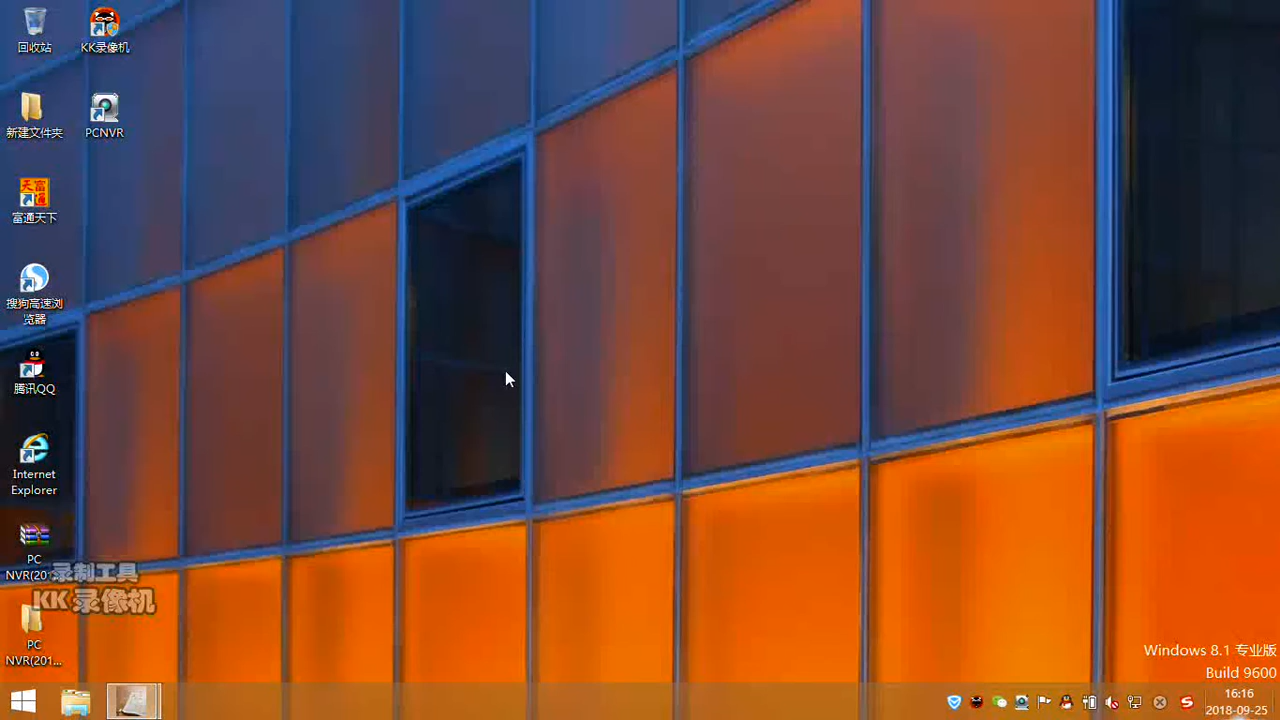 回收站
KK录像机
新建文件夹
PCNVR
天富通
富通天下
搜狗高速浏
览器
腾讯QQ
Internet
Explorer
PC
NVR(20
录制工具
KK录像机
PC
NVR(201...
Windows 8.1 专业版
Build 9600
16:16
2018-09-25